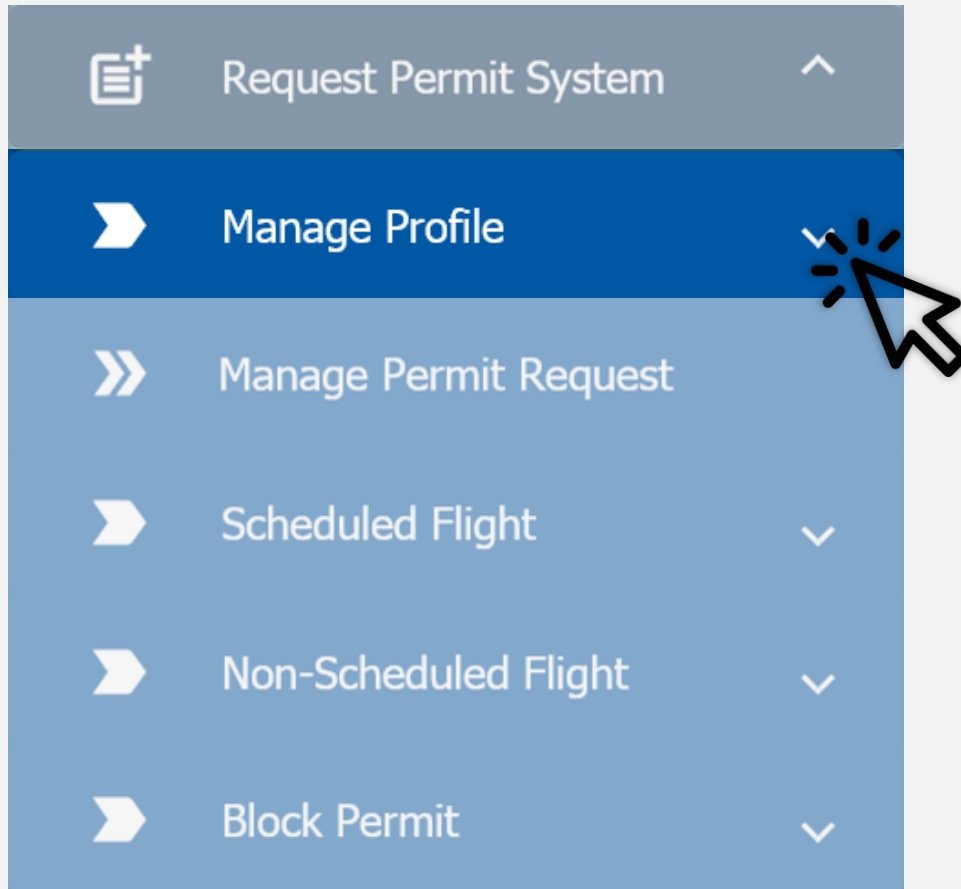 Request Permit System
Manage Profile
Manage Permit Request
Scheduled Flight
Non-Scheduled Flight
Block Permit